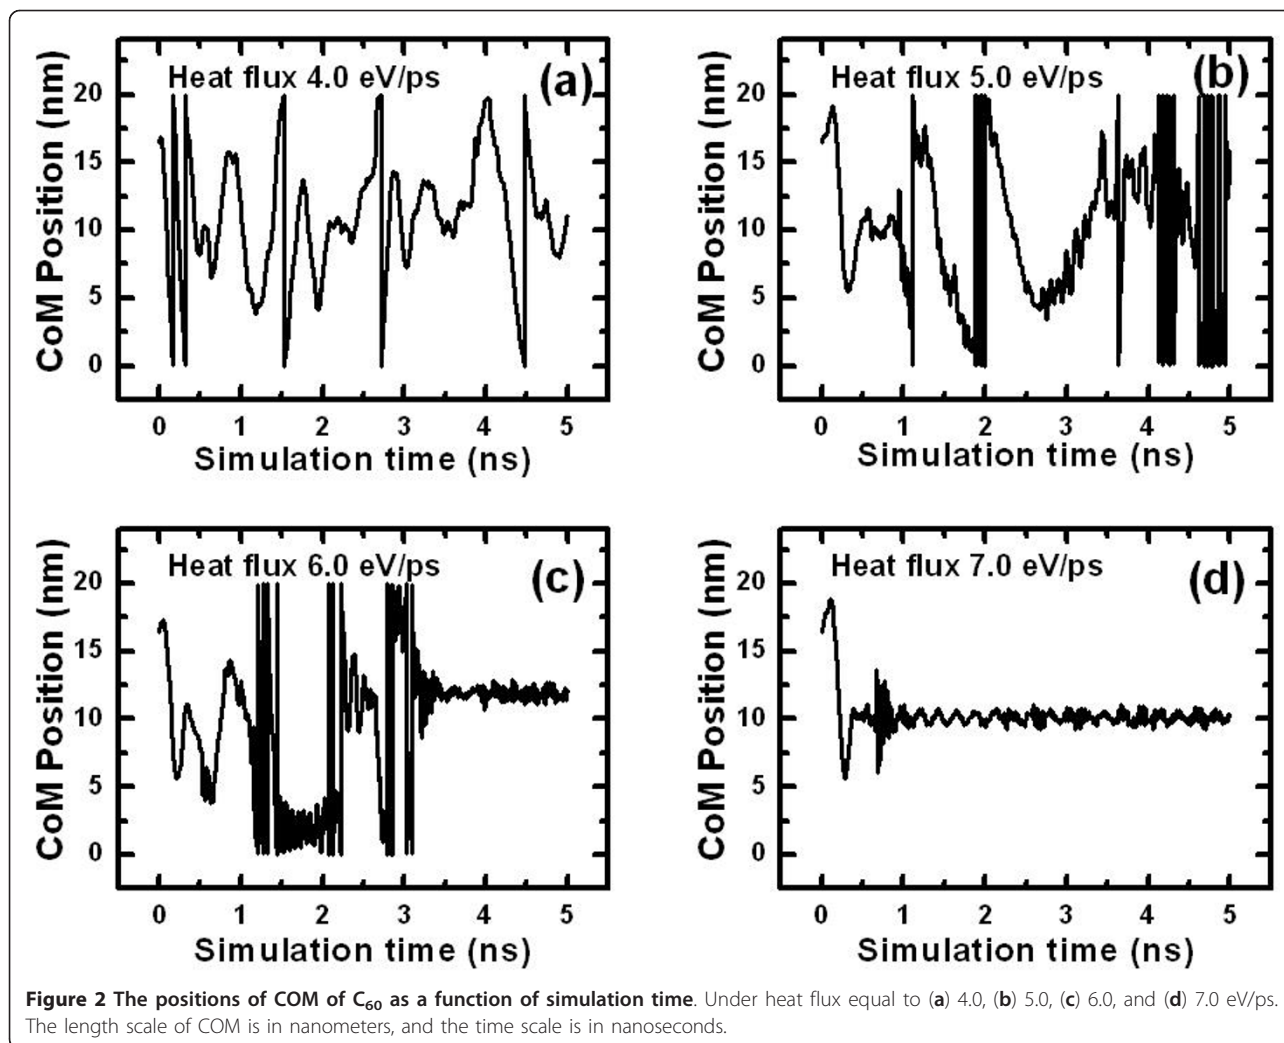 Heat flux 4.0 eV/ps
(a)
CoM Position (nm)
20
15
10
5
0
0 1 2 3 4 5
Simulation time (ns)
Heat flux 5.0 eV/ps
(b)
CoM Position (nm)
20
15
10
5
0
0 1 2 3 4 5
Simulation time (ns)
Heat flux 6.0 eV/ps
(c)
CoM Position (nm)
20
15
10
5
0
0 1 2 3 4 5
Simulation time (ns)
Heat flux 7.0 eV/ps
(d)
CoM Position (nm)
20
15
10
5
0
0 1 2 3 4 5
Simulation time (ns)
Figure 2 The positions of COM of C₆₀ as a function of simulation time. Under heat flux equal to (a) 4.0, (b) 5.0, (c) 6.0, and (d) 7.0 eV/ps.
The length scale of COM is in nanometers, and the time scale is in nanoseconds.